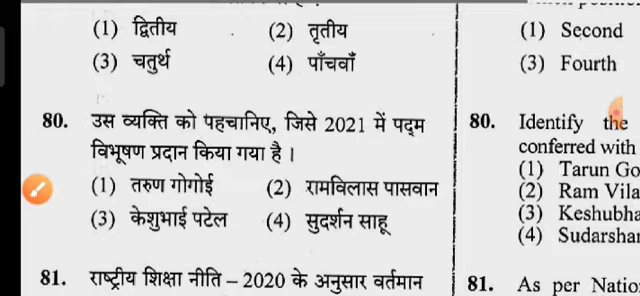 (1) द्वितीय (2) तृतीय
(3) चतुर्थ (4) पाँचवाँ
80. उस व्यक्ति को पहचानिए, जिसे 2021 में पद्म
विभूषण प्रदान किया गया है ।
(1) तरुण गोगोई (2) रामविलास पासवान
(3) केशुभाई पटेल (4) सुदर्शन साहू
81. राष्ट्रीय शिक्षा नीति – 2020 के अनुसार वर्तमान
(1) Second
(3) Fourth
80. Identify the
conferred with
(1) Tarun Go
(2) Ram Vila
(3) Keshubha
(4) Sudarshan
81. As per Natio